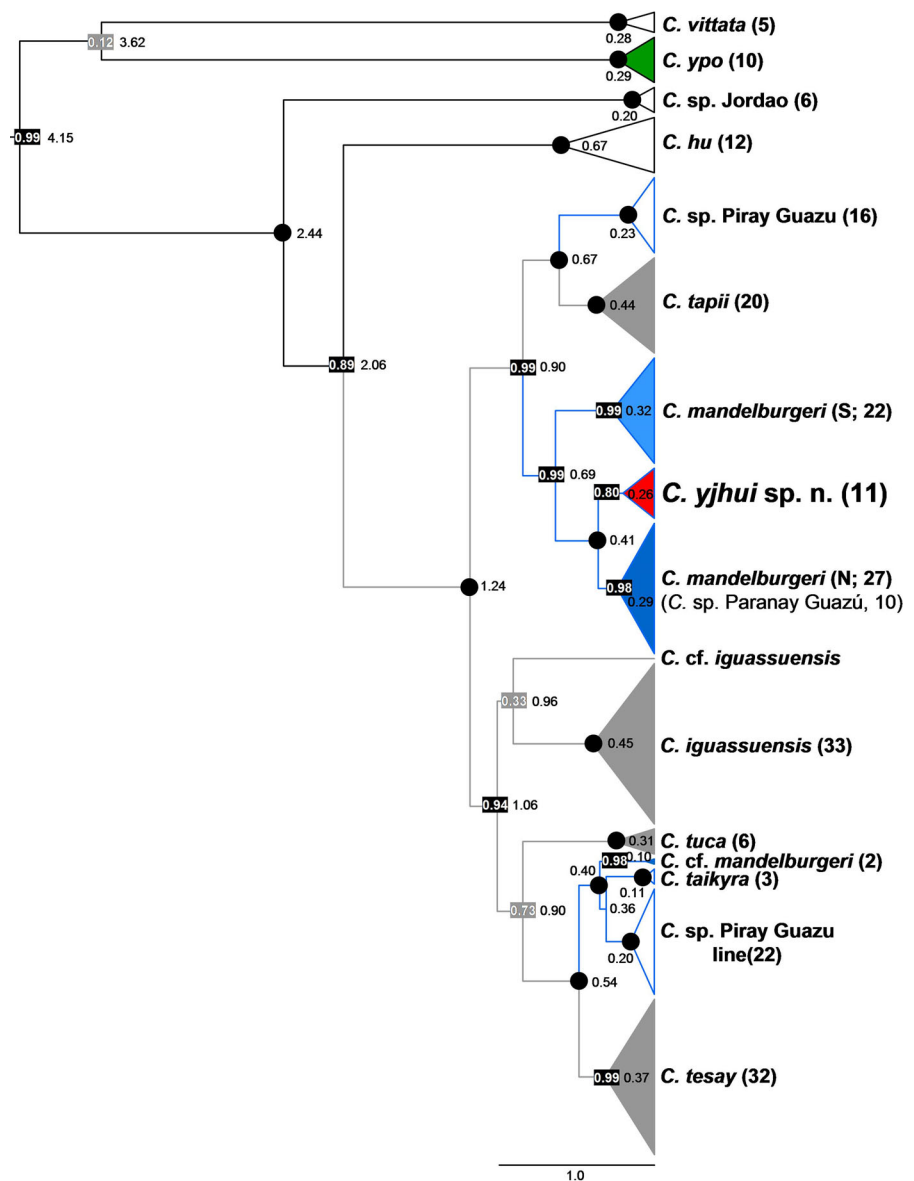 C. vittata (5)
0.28
0.12 3.62
C. ypo (10)
0.29
C. sp. Jordao (6)
0.20
0.99 4.15
C. hu (12)
0.67
C. sp. Piray Guazu (16)
0.23
2.44
0.67
C. tapii (20)
0.44
0.89 2.06
0.99 0.90
C. mandelburgeri (S; 22)
0.99 0.32
0.99 0.69
C. yjhui sp. n. (11)
0.80 0.26
0.41
C. mandelburgeri (N; 27)
0.98 0.29
(C. sp. Paranay Guazú, 10)
1.24
C. cf. iguassuensis
0.33 0.96
C. iguassuensis (33)
0.45
0.94 1.06
C. tuca (6)
0.31
C. cf. mandelburgeri (2)
0.98 0.10
0.40
C. taikyra (3)
0.11
0.36
0.73 0.90
C. sp. Piray Guazu
line(22)
0.20
0.54
C. tesay (32)
0.99 0.37
1.0